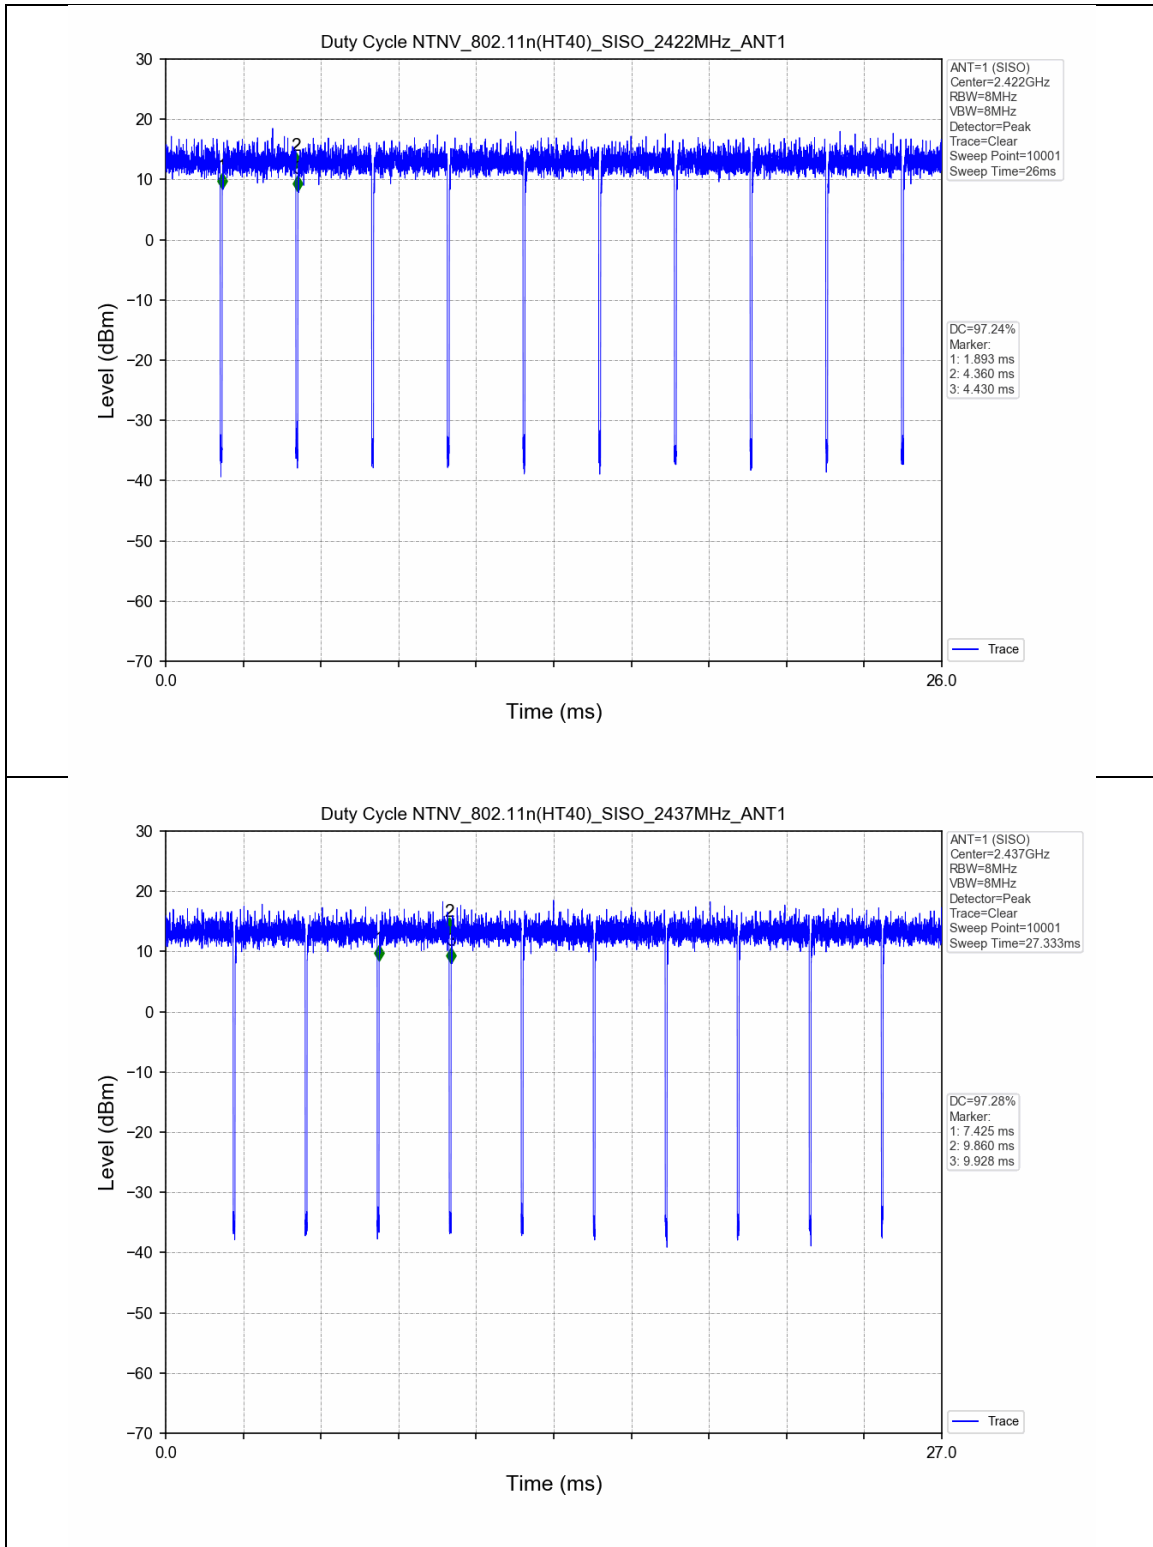 Duty Cycle NTNV_802.11n(HT40)_SISO_2422MHz_ANT1
30
20
10
0
−10
−20
−30
−40
−50
−60
−70
Level (dBm)
0.0
26.0
Time (ms)
1
2
ANT=1 (SISO)
Center=2.422GHz
RBW=8MHz
VBW=8MHz
Detector=Peak
Trace=Clear
Sweep Point=10001
Sweep Time=26ms
DC=97.24%
Marker:
1: 1.893 ms
2: 4.360 ms
3: 4.430 ms
Trace
Duty Cycle NTNV_802.11n(HT40)_SISO_2437MHz_ANT1
30
20
10
0
−10
−20
−30
−40
−50
−60
−70
Level (dBm)
0.0
27.0
Time (ms)
1
2
3
ANT=1 (SISO)
Center=2.437GHz
RBW=8MHz
VBW=8MHz
Detector=Peak
Trace=Clear
Sweep Point=10001
Sweep Time=27.333ms
DC=97.28%
Marker:
1: 7.425 ms
2: 9.860 ms
3: 9.928 ms
Trace